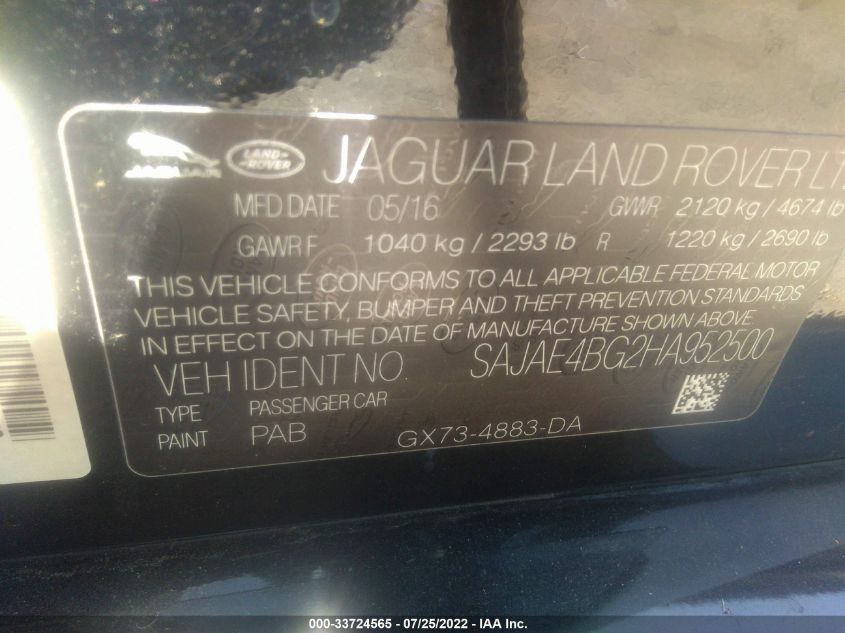 LAND-ROVER JAGUAR LAND ROVER LT
MFD DATE 05/16 GVWR 2120 kg / 4674 lb
GAWR F 1040 kg / 2293 lb R 1220 kg / 2690 lb
THIS VEHICLE CONFORMS TO ALL APPLICABLE FEDERAL MOTOR
VEHICLE SAFETY, BUMPER AND THEFT PREVENTION STANDARDS
IN EFFECT ON THE DATE OF MANUFACTURE SHOWN ABOVE.
VEH IDENT NO SAJAE4BG2HA952500
TYPE PASSENGER CAR
PAINT PAB GX73-4883-DA
000-33724565 - 07/25/2022 - IAA Inc.